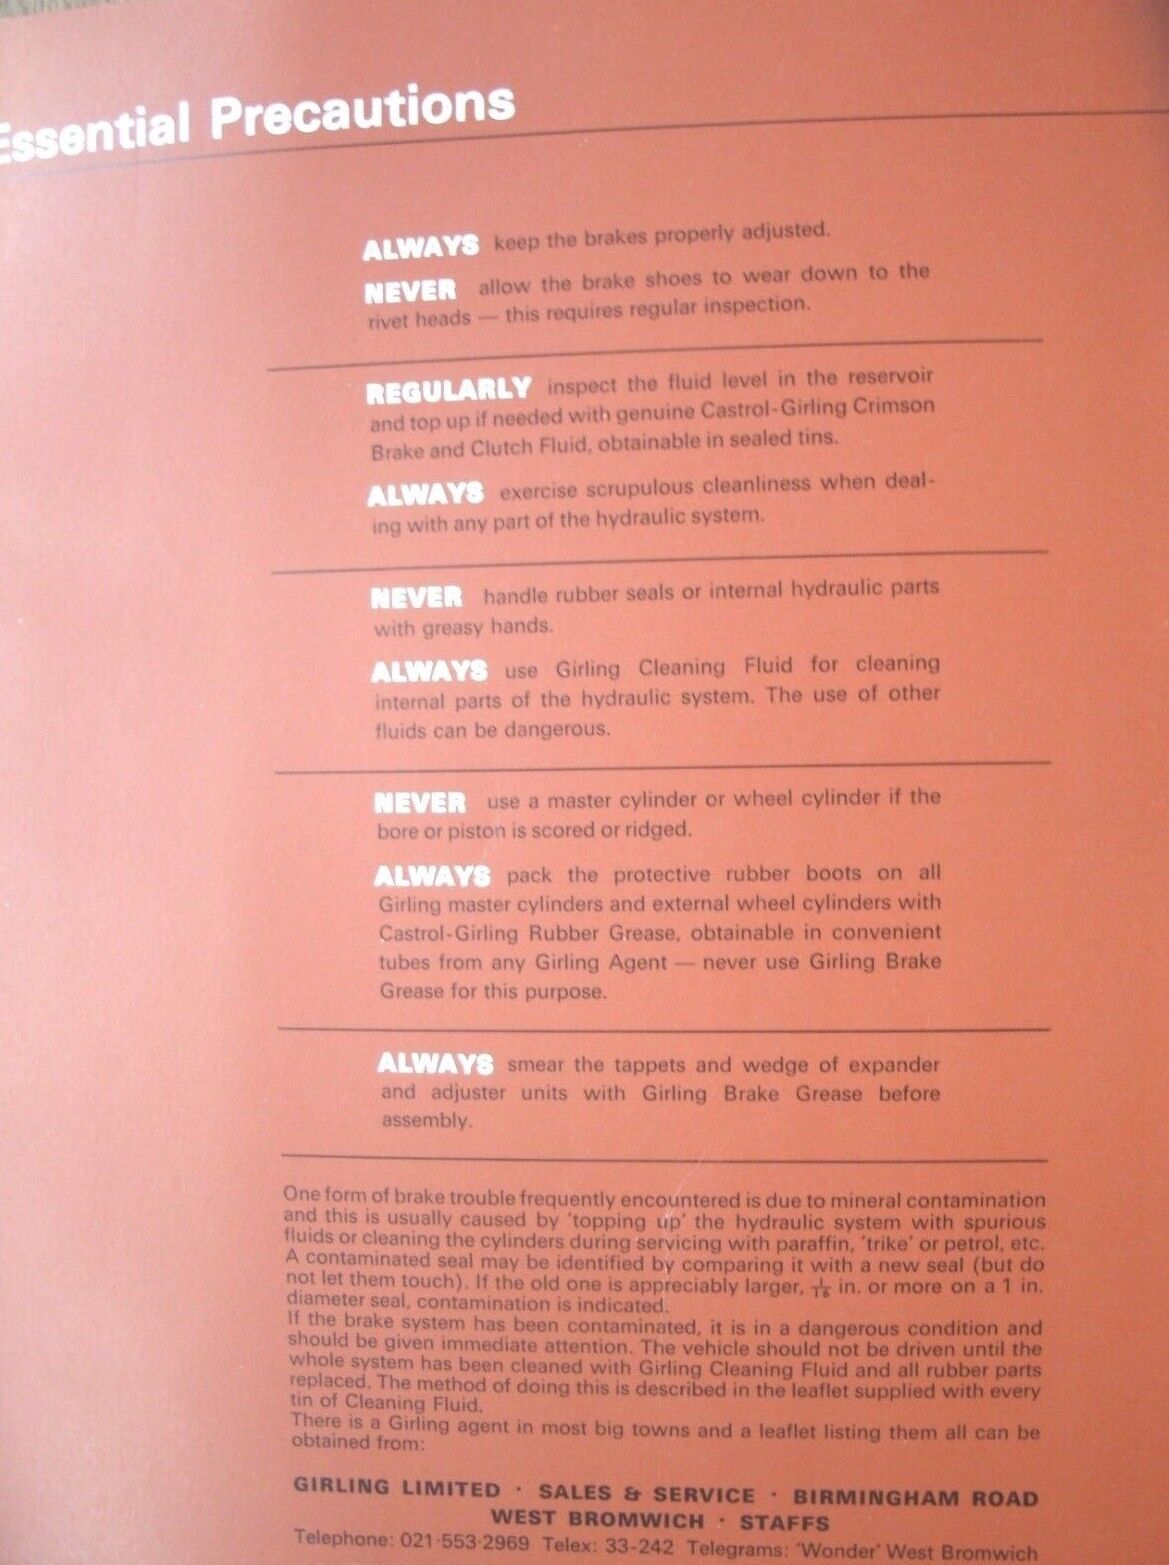 Essential Precautions
ALWAYS keep the brakes properly adjusted.
NEVER allow the brake shoes to wear down to the
rivet heads — this requires regular inspection.
REGULARLY inspect the fluid level in the reservoir
and top up if needed with genuine Castrol-Girling Crimson
Brake and Clutch Fluid, obtainable in sealed tins.
ALWAYS exercise scrupulous cleanliness when deal-
ing with any part of the hydraulic system.
NEVER handle rubber seals or internal hydraulic parts
with greasy hands.
ALWAYS use Girling Cleaning Fluid for cleaning
internal parts of the hydraulic system. The use of other
fluids can be dangerous.
NEVER use a master cylinder or wheel cylinder if the
bore or piston is scored or ridged.
ALWAYS pack the protective rubber boots on all
Girling master cylinders and external wheel cylinders with
Castrol-Girling Rubber Grease, obtainable in convenient
tubes from any Girling Agent — never use Girling Brake
Grease for this purpose.
ALWAYS smear the tappets and wedge of expander
and adjuster units with Girling Brake Grease before
assembly.
One form of brake trouble frequently encountered is due to mineral contamination
and this is usually caused by 'topping up' the hydraulic system with spurious
fluids or cleaning the cylinders during servicing with paraffin, 'trike' or petrol, etc.
A contaminated seal may be identified by comparing it with a new seal (but do
not let them touch). If the old one is appreciably larger, 1/16 in. or more on a 1 in.
diameter seal, contamination is indicated.
If the brake system has been contaminated, it is in a dangerous condition and
should be given immediate attention. The vehicle should not be driven until the
whole system has been cleaned with Girling Cleaning Fluid and all rubber parts
replaced. The method of doing this is described in the leaflet supplied with every
tin of Cleaning Fluid.
There is a Girling agent in most big towns and a leaflet listing them all can be
obtained from:
GIRLING LIMITED · SALES & SERVICE · BIRMINGHAM ROAD
WEST BROMWICH · STAFFS
Telephone: 021-553-2969 Telex: 33-242 Telegrams: 'Wonder' West Bromwich